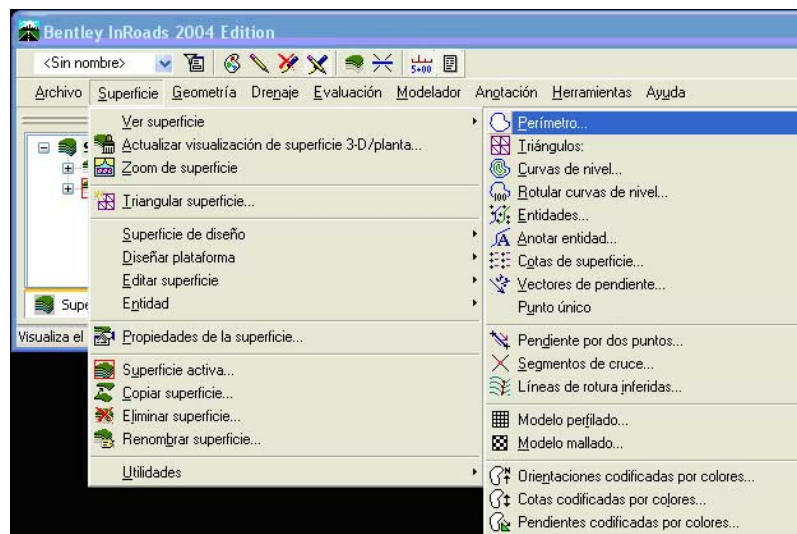 Bentley InRoads 2004 Edition
<Sin nombre>
5+00
Archivo Superficie Geometría Drenaje Evaluación Modelador Anotación Herramientas Ayuda
Ver superficie
Actualizar visualización de superficie 3-D/planta...
Zoom de superficie
Triangular superficie...
Superficie de diseño
Diseñar plataforma
Editar superficie
Entidad
Propiedades de la superficie...
Superficie activa...
Copiar superficie...
Eliminar superficie...
Renombrar superficie...
Utilidades
Perímetro...
Triángulos:
Curvas de nivel...
100
Rotular curvas de nivel...
Entidades...
A
Anotar entidad...
Cotas de superficie...
Vectores de pendiente...
Punto único
Pendiente por dos puntos...
Segmentos de cruce...
Líneas de rotura inferidas...
Modelo perfilado...
Modelo mallado...
N
Orientaciones codificadas por colores...
Cotas codificadas por colores...
Pendientes codificadas por colores...
Supe
Visualiza el